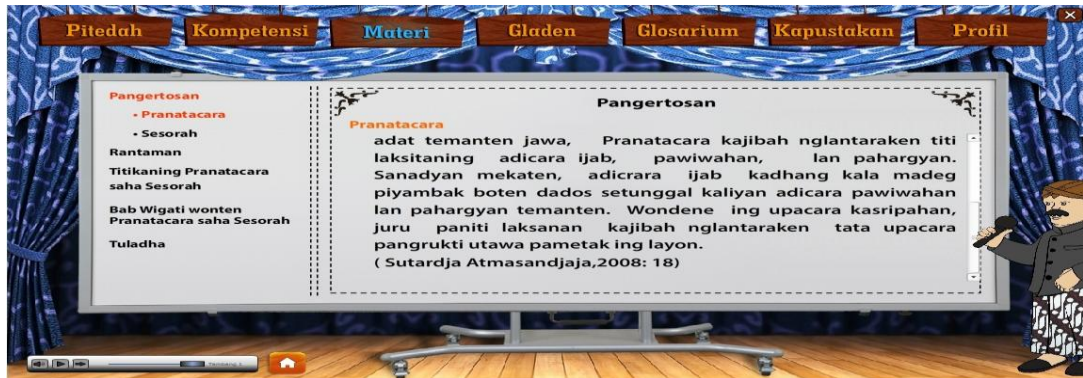 Pitedah
Kompetensi
Materi
Gladen
Glosarium
Kapustakan
Profil
Pangertosan
• Pranatacara
• Sesorah
Rantaman
Titikaning Pranatacara
saha Sesorah
Bab Wigati wonten
Pranatacara saha Sesorah
Tuladha
Pangertosan
Pranatacara
adat temanten jawa, Pranatacara kajibah nglantaraken titi
laksitaning adicara ijab, pawiwahan, lan pahargyan.
Sanadyan mekaten, adicrara ijab kadhang kala madeg
piyambak boten dados setunggal kaliyan adicara pawiwahan
lan pahargyan temanten. Wondene ing upacara kasripahan,
juru paniti laksanan kajibah nglantaraken tata upacara
pangrukti utawa pametak ing layon.
( Sutardja Atmasandjaja,2008: 18)